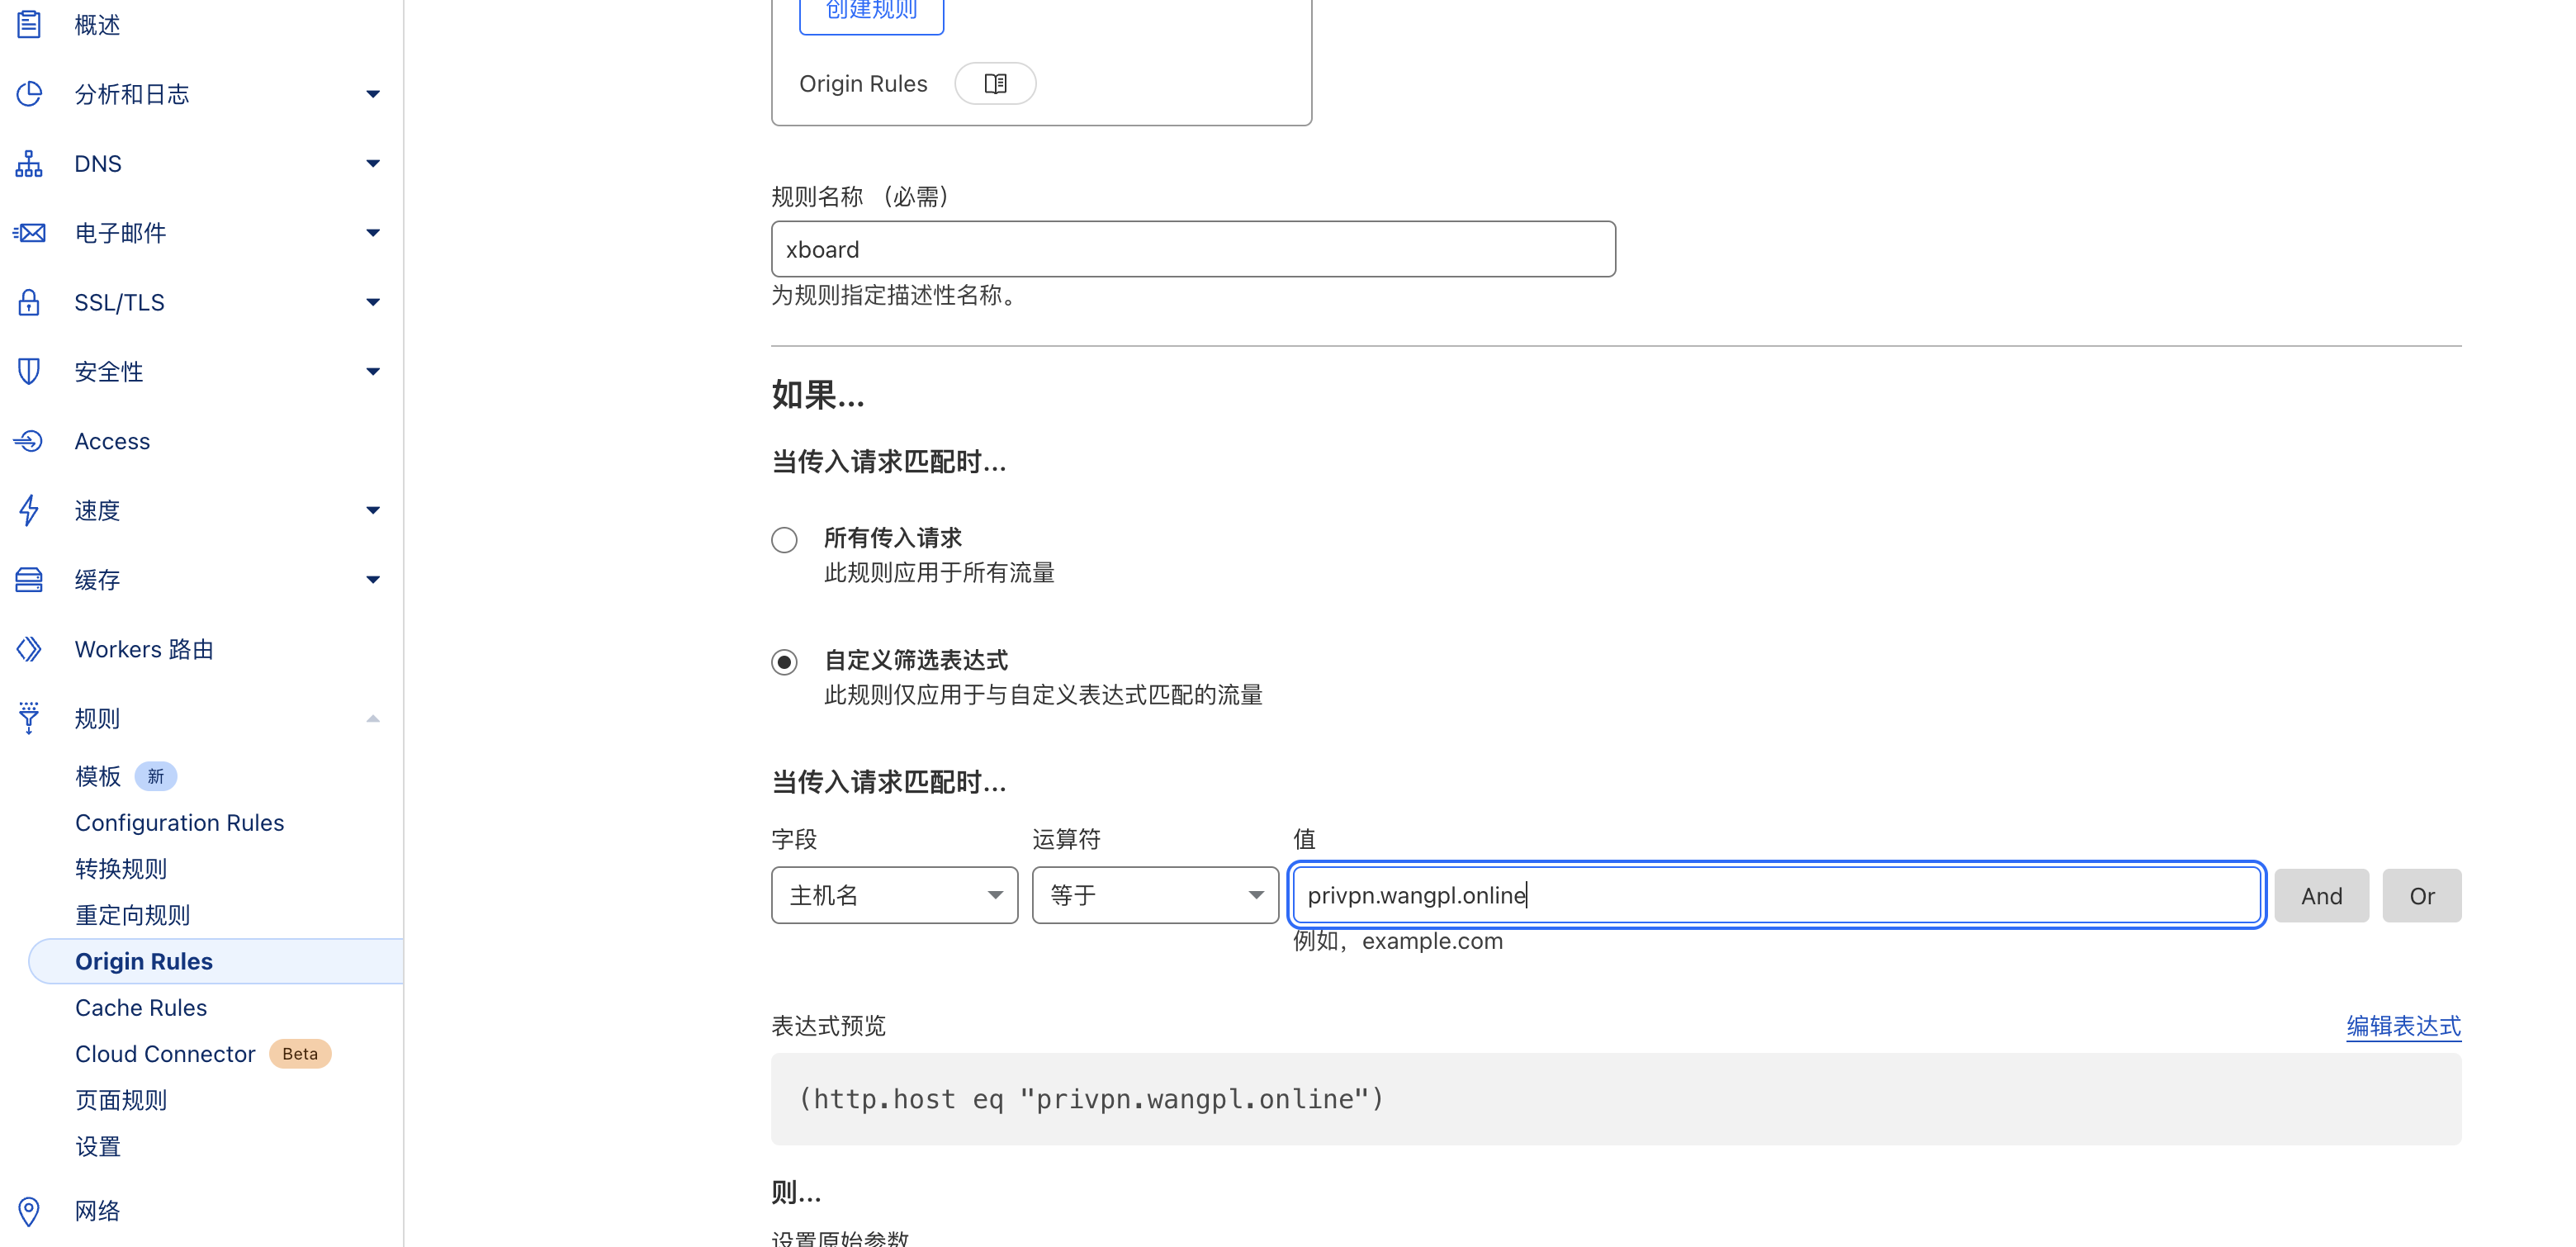 概述
分析和日志
DNS
电子邮件
SSL/TLS
安全性
Access
速度
缓存
Workers 路由
规则
模板 新
Configuration Rules
转换规则
重定向规则
Origin Rules
Cache Rules
Cloud Connector Beta
页面规则
设置
网络
创建规则
Origin Rules
规则名称 （必需）
xboard
为规则指定描述性名称。
如果...
当传入请求匹配时...
所有传入请求
此规则应用于所有流量
自定义筛选表达式
此规则仅应用于与自定义表达式匹配的流量
当传入请求匹配时...
字段 运算符 值
主机名 等于 privpn.wangpl.online And Or
例如，example.com
表达式预览 编辑表达式
(http.host eq "privpn.wangpl.online")
则...
设置原始参数